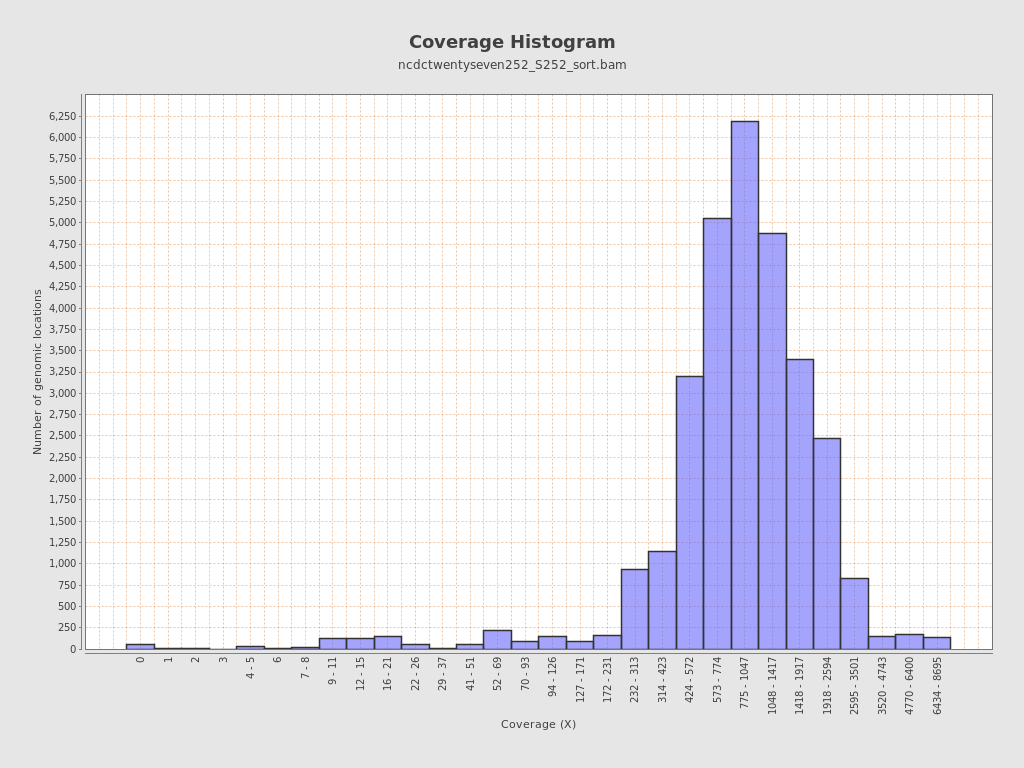 Coverage Histogram
ncdctwentyseven252_S252_sort.bam
Number of genomic locations
6,250
6,000
5,750
5,500
5,250
5,000
4,750
4,500
4,250
4,000
3,750
3,500
3,250
3,000
2,750
2,500
2,250
2,000
1,750
1,500
1,250
1,000
750
500
250
0
0
1
2
3
4 - 5
6
7 - 8
9 - 11
12 - 15
16 - 21
22 - 26
29 - 37
41 - 51
52 - 69
70 - 93
94 - 126
127 - 171
172 - 231
232 - 313
314 - 423
424 - 572
573 - 774
775 - 1047
1048 - 1417
1418 - 1917
1918 - 2594
2595 - 3501
3520 - 4743
4770 - 6400
6434 - 8695
Coverage (X)